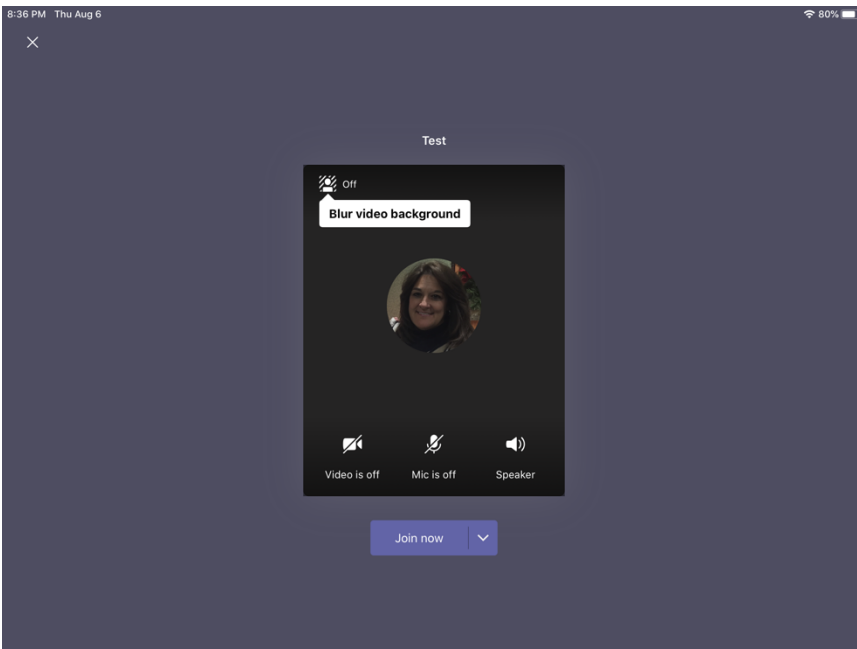 8:36 PM Thu Aug 6
80%
Test
Off
Blur video background
Video is off
Mic is off
Speaker
Join now